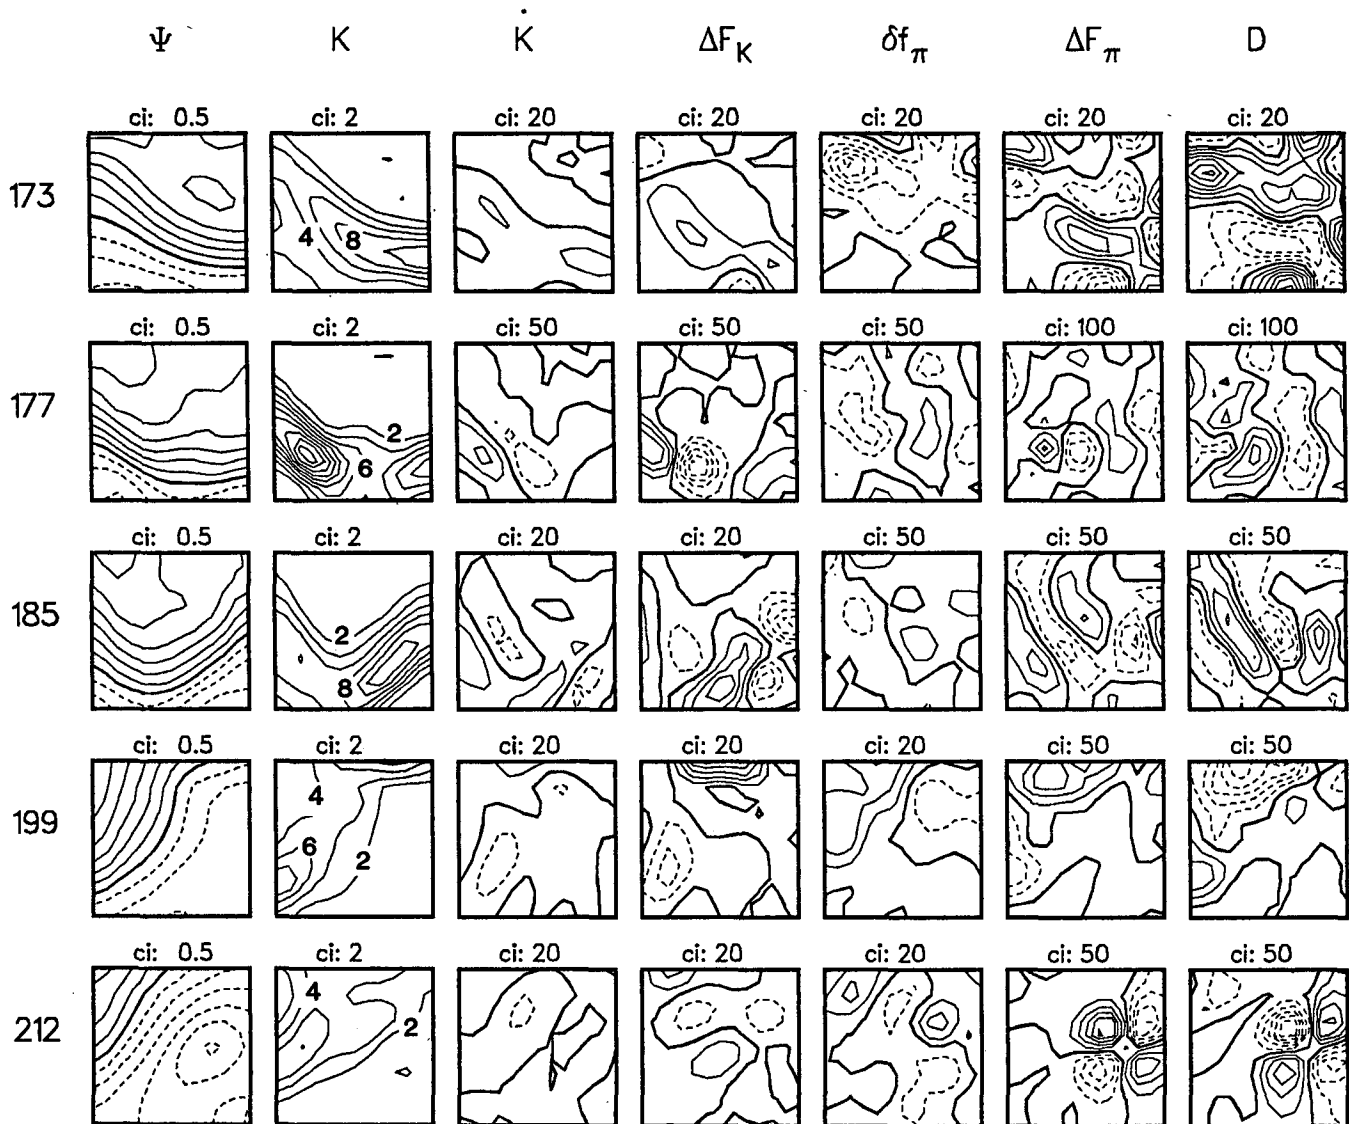 Ψ K K̇ ΔF_K δf_π ΔF_π D
ci: 0.5 ci: 2 ci: 20 ci: 20 ci: 20 ci: 20 ci: 20
173
4 8
ci: 0.5 ci: 2 ci: 50 ci: 50 ci: 50 ci: 100 ci: 100
177
2
6
ci: 0.5 ci: 2 ci: 20 ci: 20 ci: 50 ci: 50 ci: 50
185
2
8
ci: 0.5 ci: 2 ci: 20 ci: 20 ci: 20 ci: 50 ci: 50
199
4
6 2
ci: 0.5 ci: 2 ci: 20 ci: 20 ci: 20 ci: 50 ci: 50
212
4
2